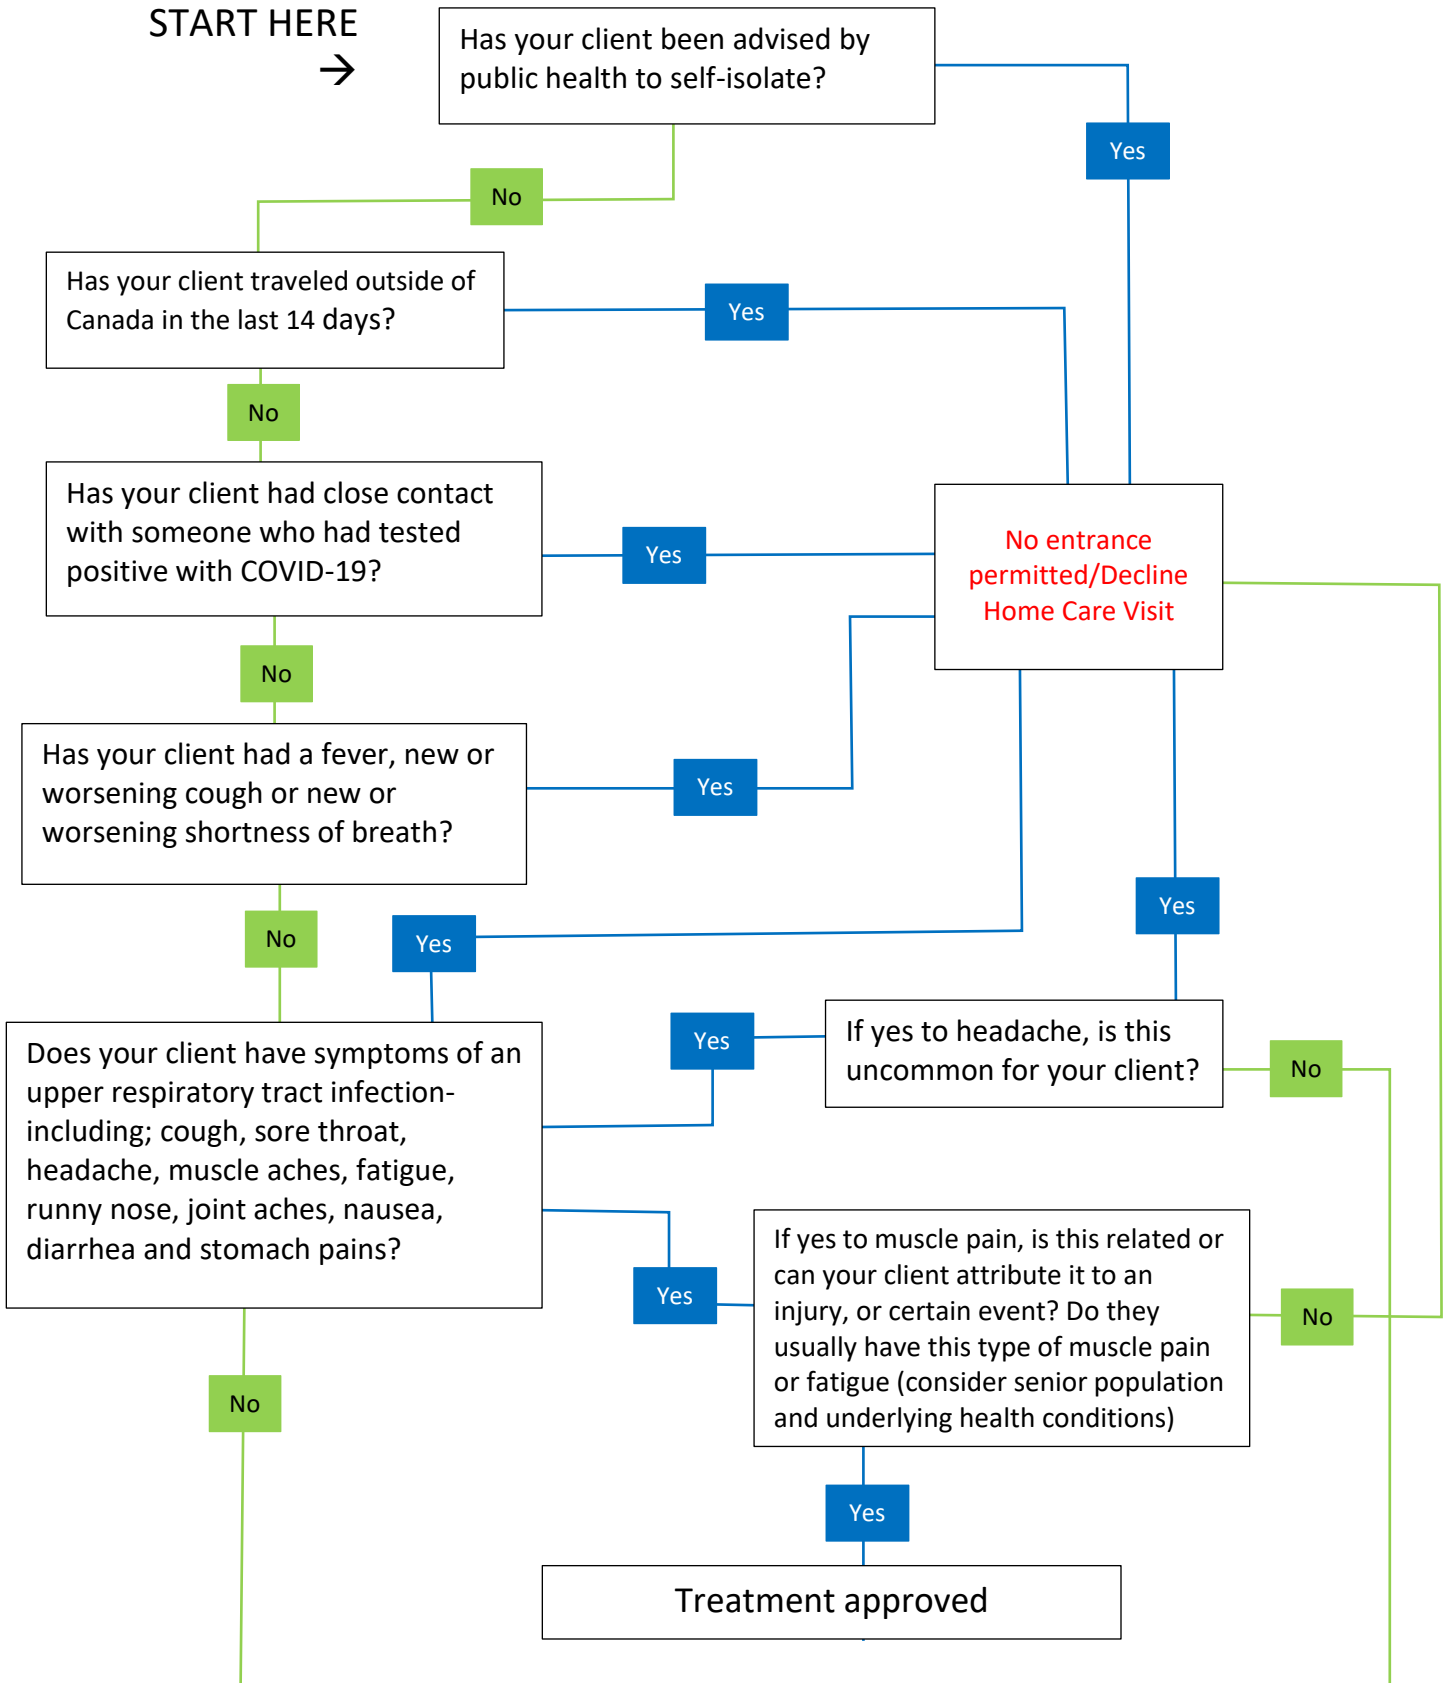 START HERE
→
Has your client been advised by
public health to self-isolate?
Yes
No
Has your client traveled outside of
Canada in the last 14 days?
Yes
No
Has your client had close contact
with someone who had tested
positive with COVID-19?
Yes
No entrance
permitted/Decline
Home Care Visit
No
Has your client had a fever, new or
worsening cough or new or
worsening shortness of breath?
Yes
Yes
No
Yes
Does your client have symptoms of an
upper respiratory tract infection-
including; cough, sore throat,
headache, muscle aches, fatigue,
runny nose, joint aches, nausea,
diarrhea and stomach pains?
Yes
If yes to headache, is this
uncommon for your client?
No
Yes
If yes to muscle pain, is this related or
can your client attribute it to an
injury, or certain event? Do they
usually have this type of muscle pain
or fatigue (consider senior population
and underlying health conditions)
No
No
Yes
Treatment approved